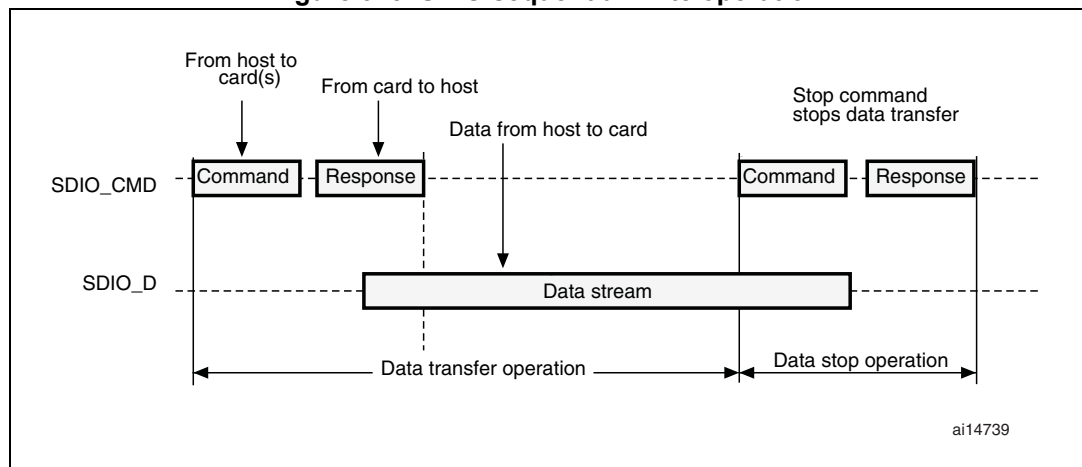 From host to
card(s)
From card to host
Data from host to card
Stop command
stops data transfer
SDIO_CMD
Command
Response
Command
Response
SDIO_D
Data stream
Data transfer operation
Data stop operation
ai14739